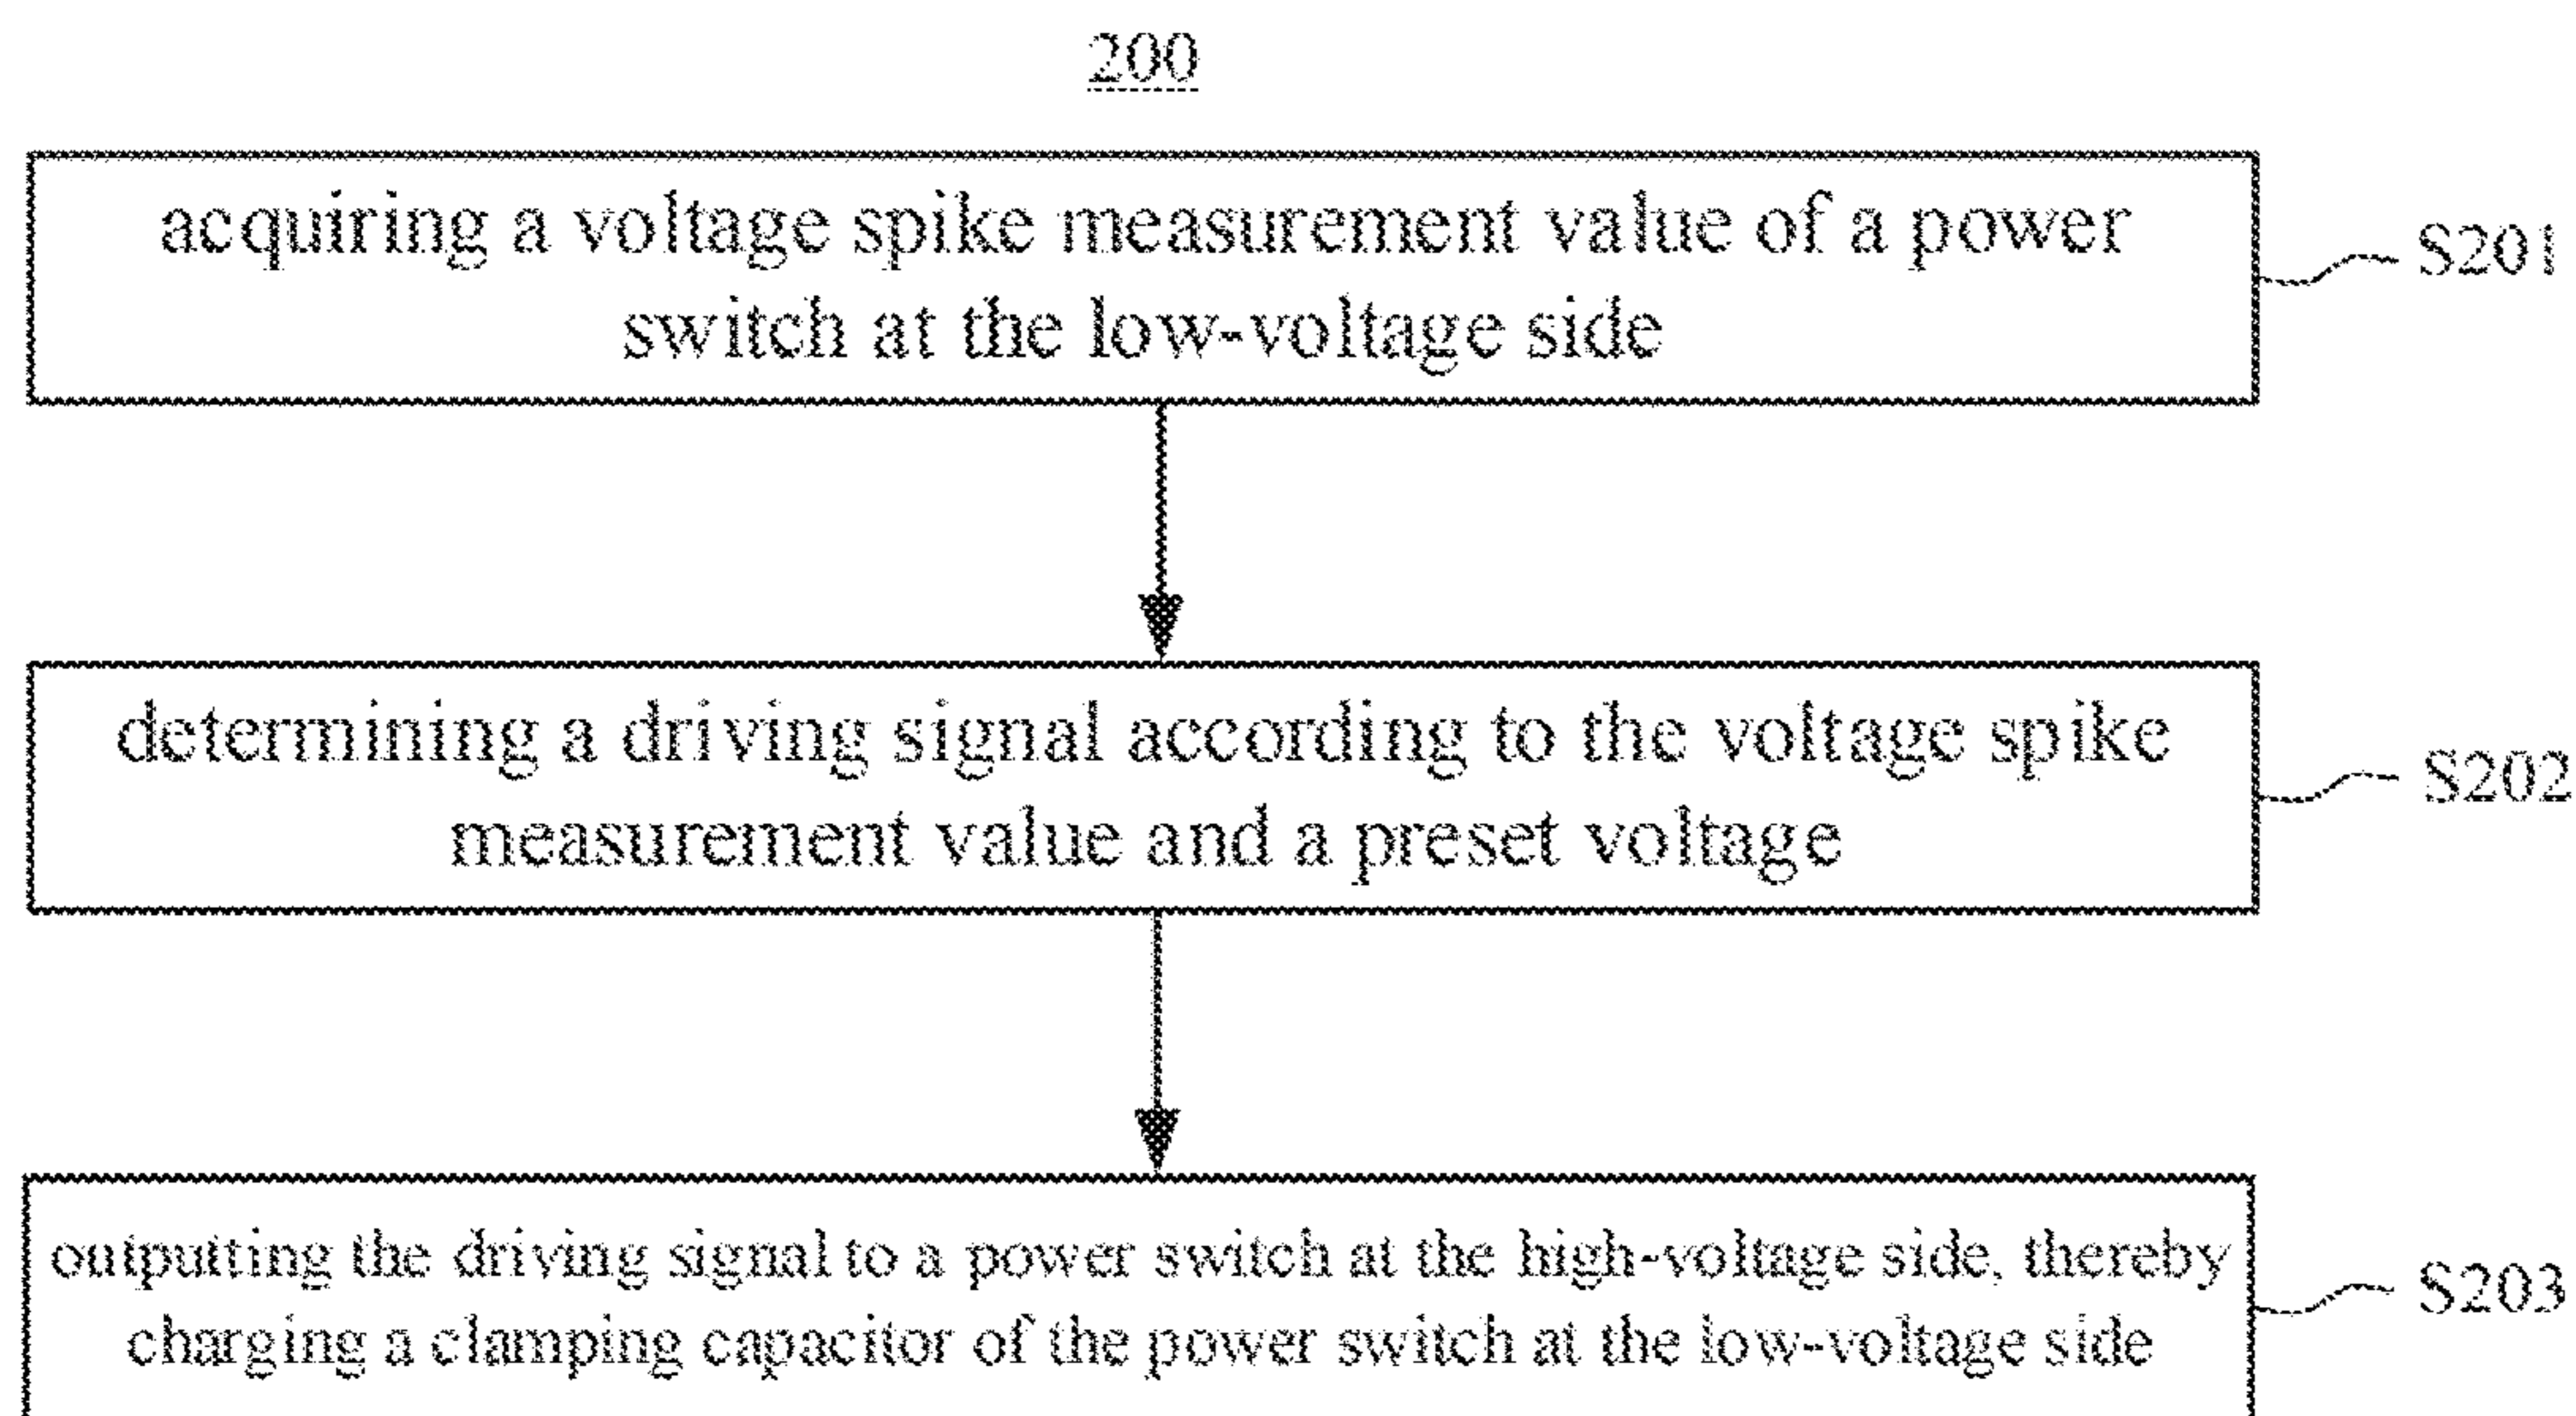 200
acquiring a voltage spike measurement value of a power
switch at the low-voltage side
S201
determining a driving signal according to the voltage spike
measurement value and a preset voltage
S202
outputting the driving signal to a power switch at the high-voltage side, thereby
charging a clamping capacitor of the power switch at the low-voltage side
S203